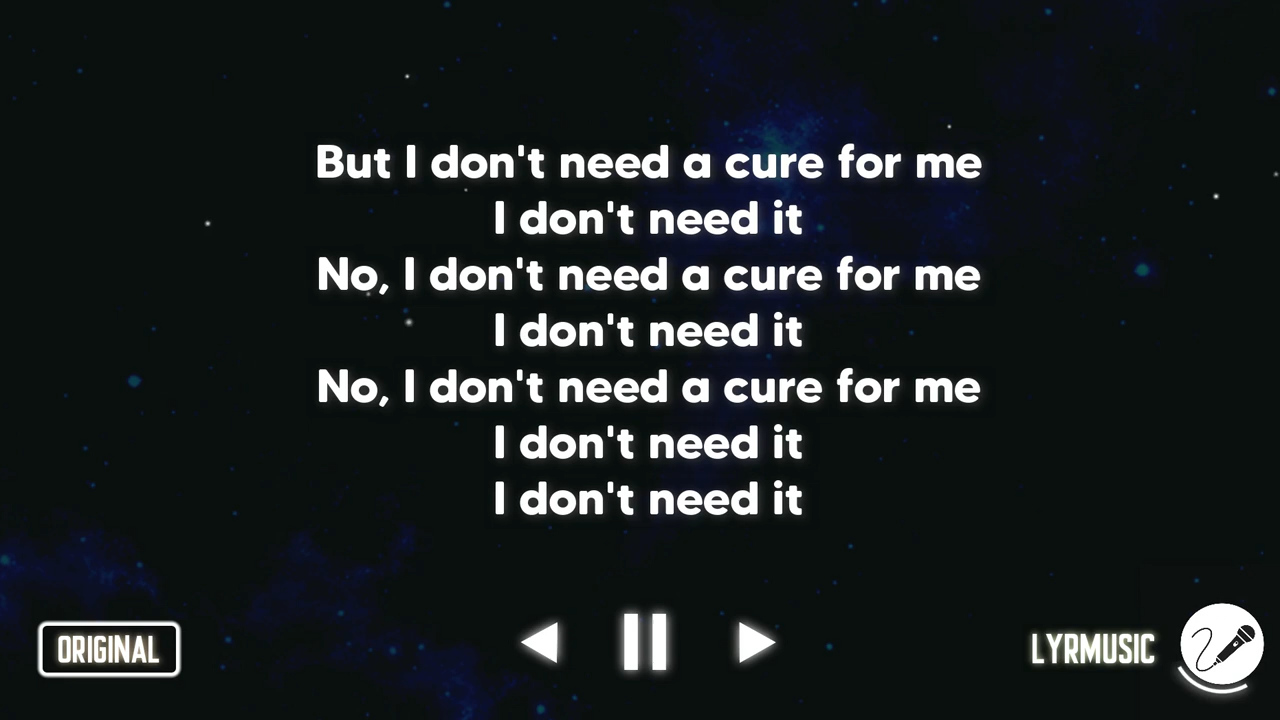 But I don't need a cure for me
I don't need it
No, I don't need a cure for me
I don't need it
No, I don't need a cure for me
I don't need it
I don't need it
ORIGINAL
LYRMUSIC